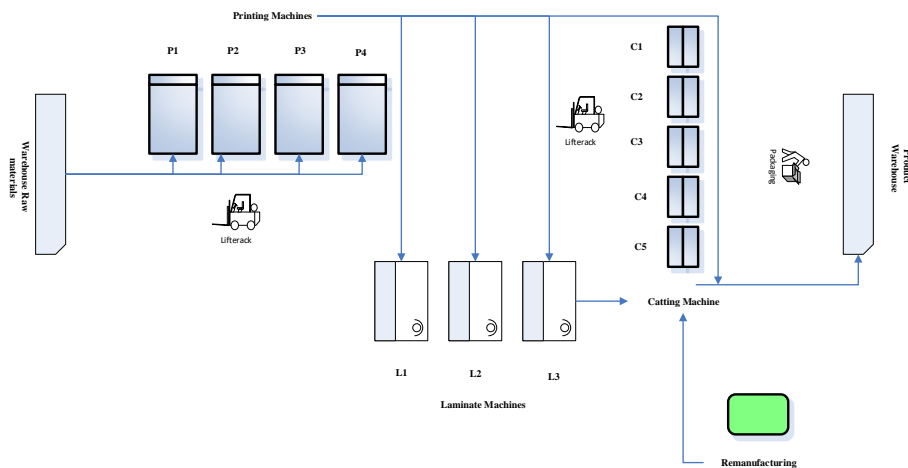 Printing Machines
P1
P2
P3
P4
Warehouse Raw
materials
Lifterack
Lifterack
C1
C2
C3
C4
C5
Packaging
Product
Warehouse
Catting Machine
L1
L2
L3
Laminate Machines
Remanufacturing